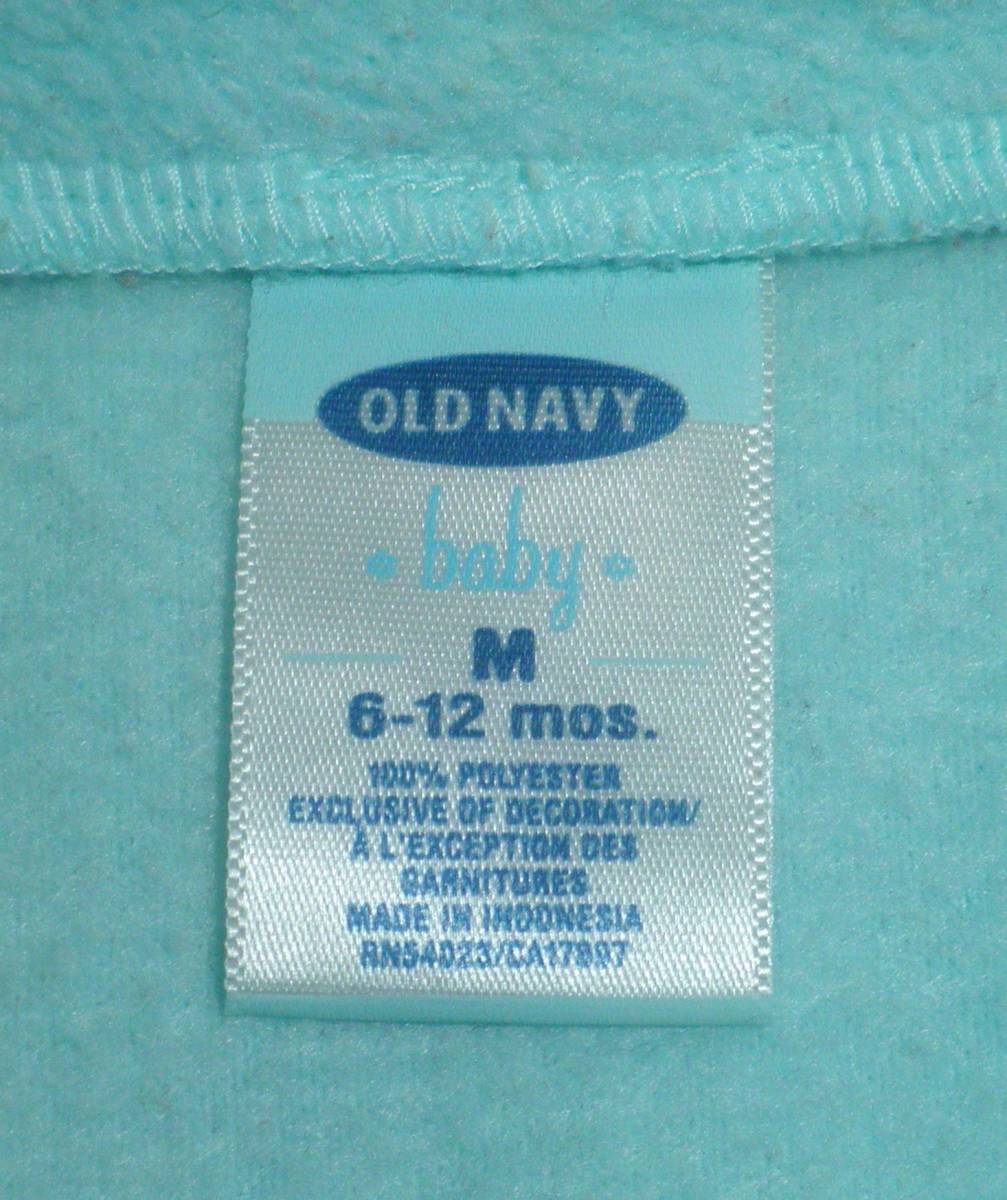 OLD NAVY
baby
M
6-12 mos.
100% POLYESTER
EXCLUSIVE OF DECORATION/
À L'EXCEPTION DES
GARNITURES
MADE IN INDONESIA
RN54023/CA17897